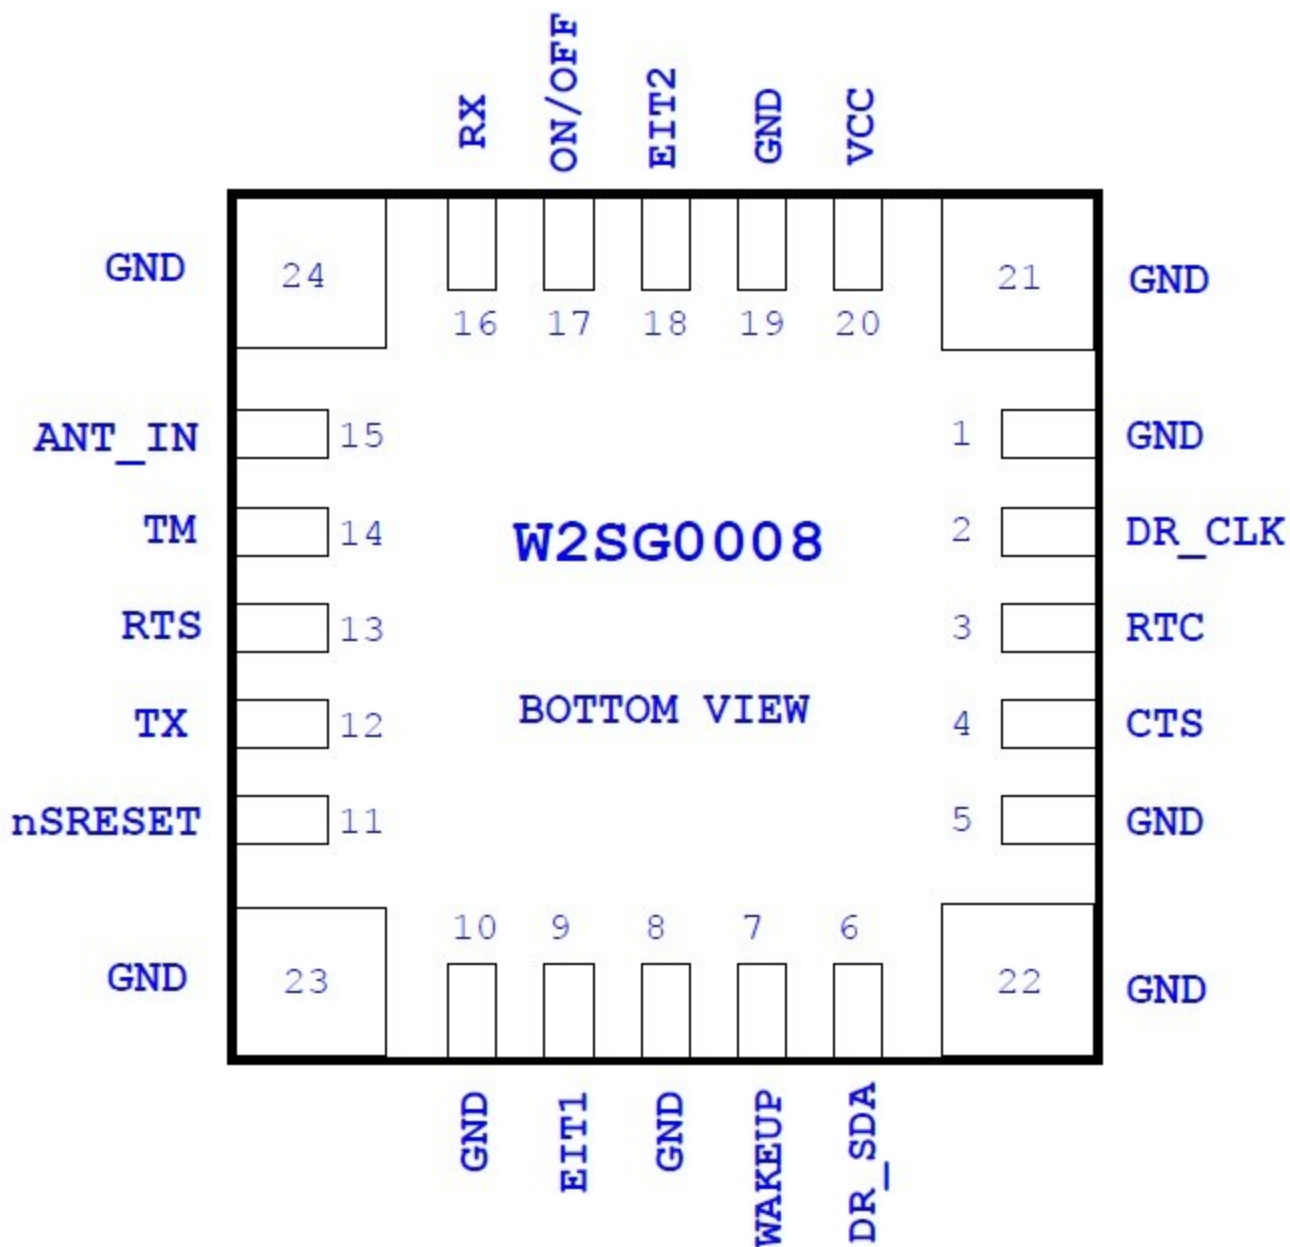 RX
ON/OFF
EIT2
GND
VCC
GND 24 21 GND
16 17 18 19 20
ANT_IN 15 1 GND
TM 14 W2SG0008 2 DR_CLK
RTS 13 3 RTC
TX 12 BOTTOM VIEW 4 CTS
nSRESET 11 5 GND
10 9 8 7 6
GND 23 22 GND
GND
EIT1
GND
WAKEUP
DR_SDA